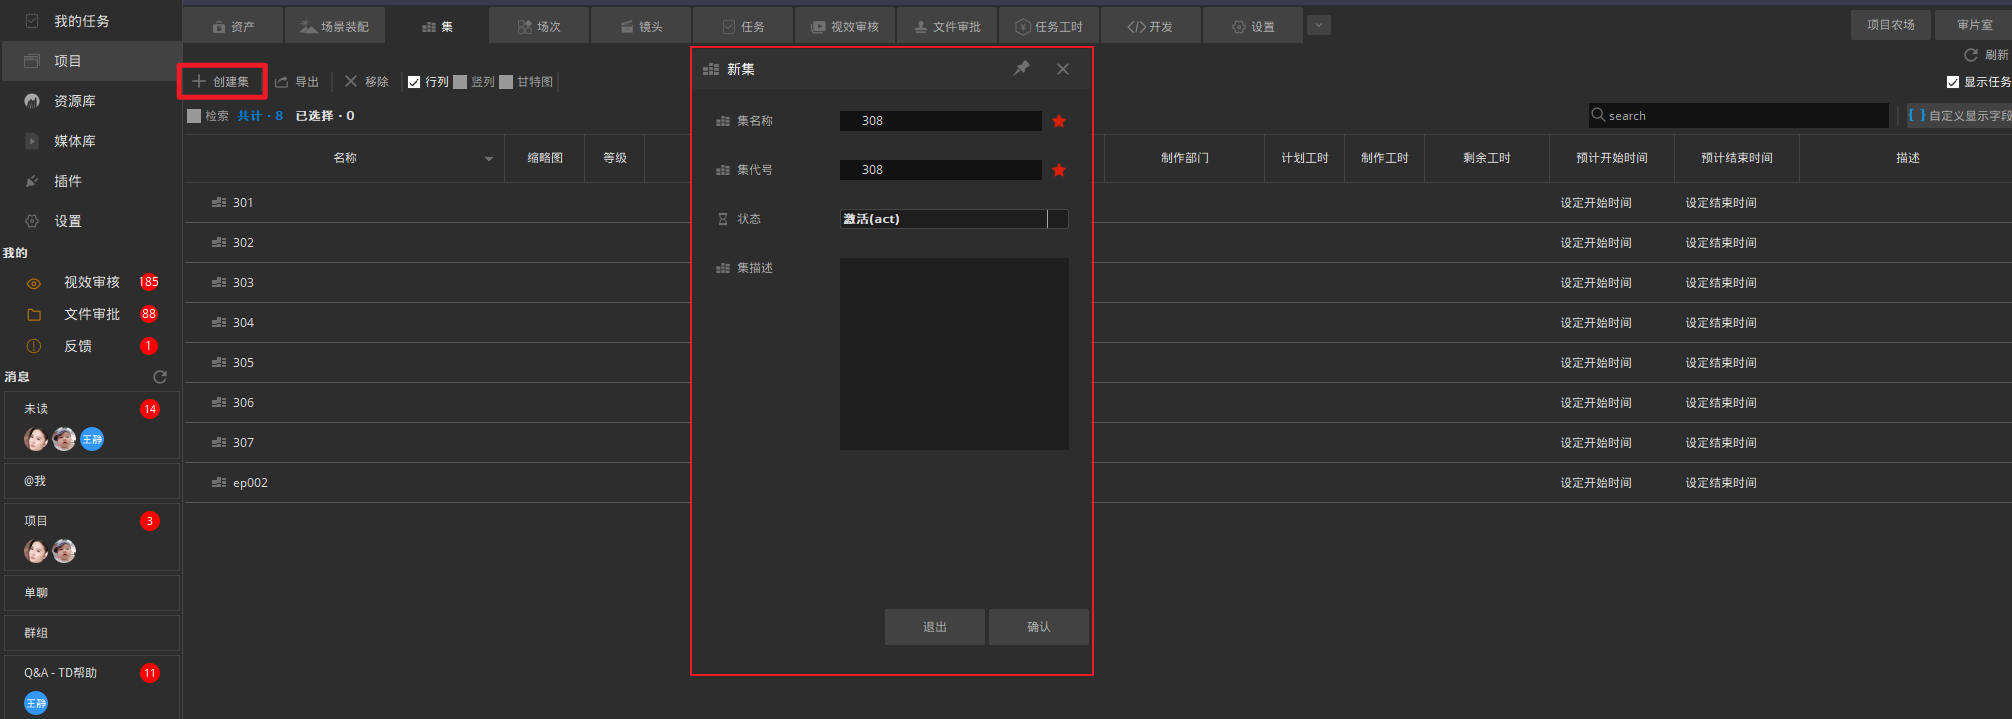 我的任务
项目
资源库
媒体库
插件
设置
我的
视效审核 185
文件审批 88
反馈 1
消息
未读 14
王静
@我
项目 3
单聊
群组
Q&A - TD帮助 11
王静
资产 场景装配 集 场次 镜头 任务 视效审核 文件审批 任务工时 开发 设置
项目农场 审片室
刷新
创建集 导出 移除 行列 竖列 甘特图
显示任务
检索 共计 · 8 已选择 · 0
search
[ ] 自定义显示字段
名称 缩略图 等级 制作部门 计划工时 制作工时 剩余工时 预计开始时间 预计结束时间 描述
301 设定开始时间 设定结束时间
302 设定开始时间 设定结束时间
303 设定开始时间 设定结束时间
304 设定开始时间 设定结束时间
305 设定开始时间 设定结束时间
306 设定开始时间 设定结束时间
307 设定开始时间 设定结束时间
ep002 设定开始时间 设定结束时间
新集
集名称 308
集代号 308
状态 激活(act)
集描述
退出 确认